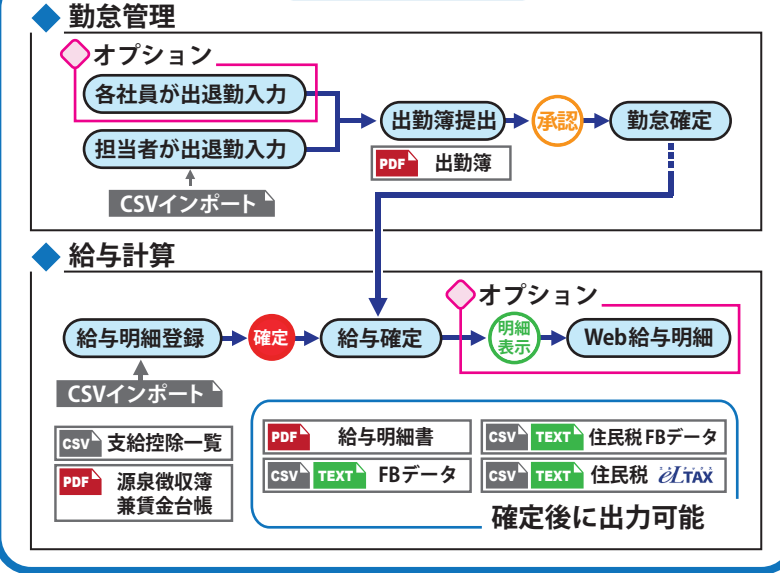 勤怠管理
オプション
各社員が出退勤入力
担当者が出退勤入力
CSVインポート
出勤簿提出
承認
勤怠確定
PDF 出勤簿
給与計算
オプション
給与明細登録
確定
給与確定
明細
表示
Web給与明細
CSVインポート
CSV 支給控除一覧
PDF 源泉徴収簿
兼賃金台帳
PDF 給与明細書
CSV TEXT 住民税FBデータ
CSV TEXT FBデータ
CSV TEXT 住民税 eLTAX
確定後に出力可能